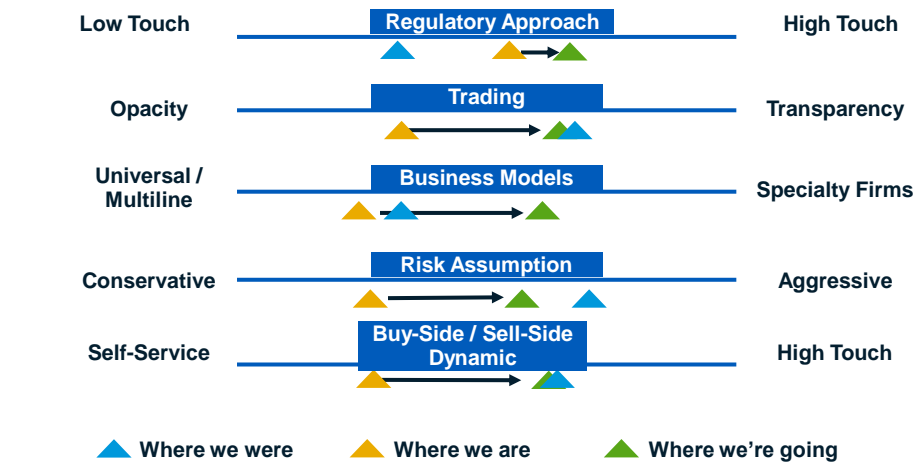 Low Touch
Regulatory Approach
High Touch
Opacity
Trading
Transparency
Universal /
Multiline
Business Models
Specialty Firms
Conservative
Risk Assumption
Aggressive
Self-Service
Buy-Side / Sell-Side
Dynamic
High Touch
Where we were
Where we are
Where we're going